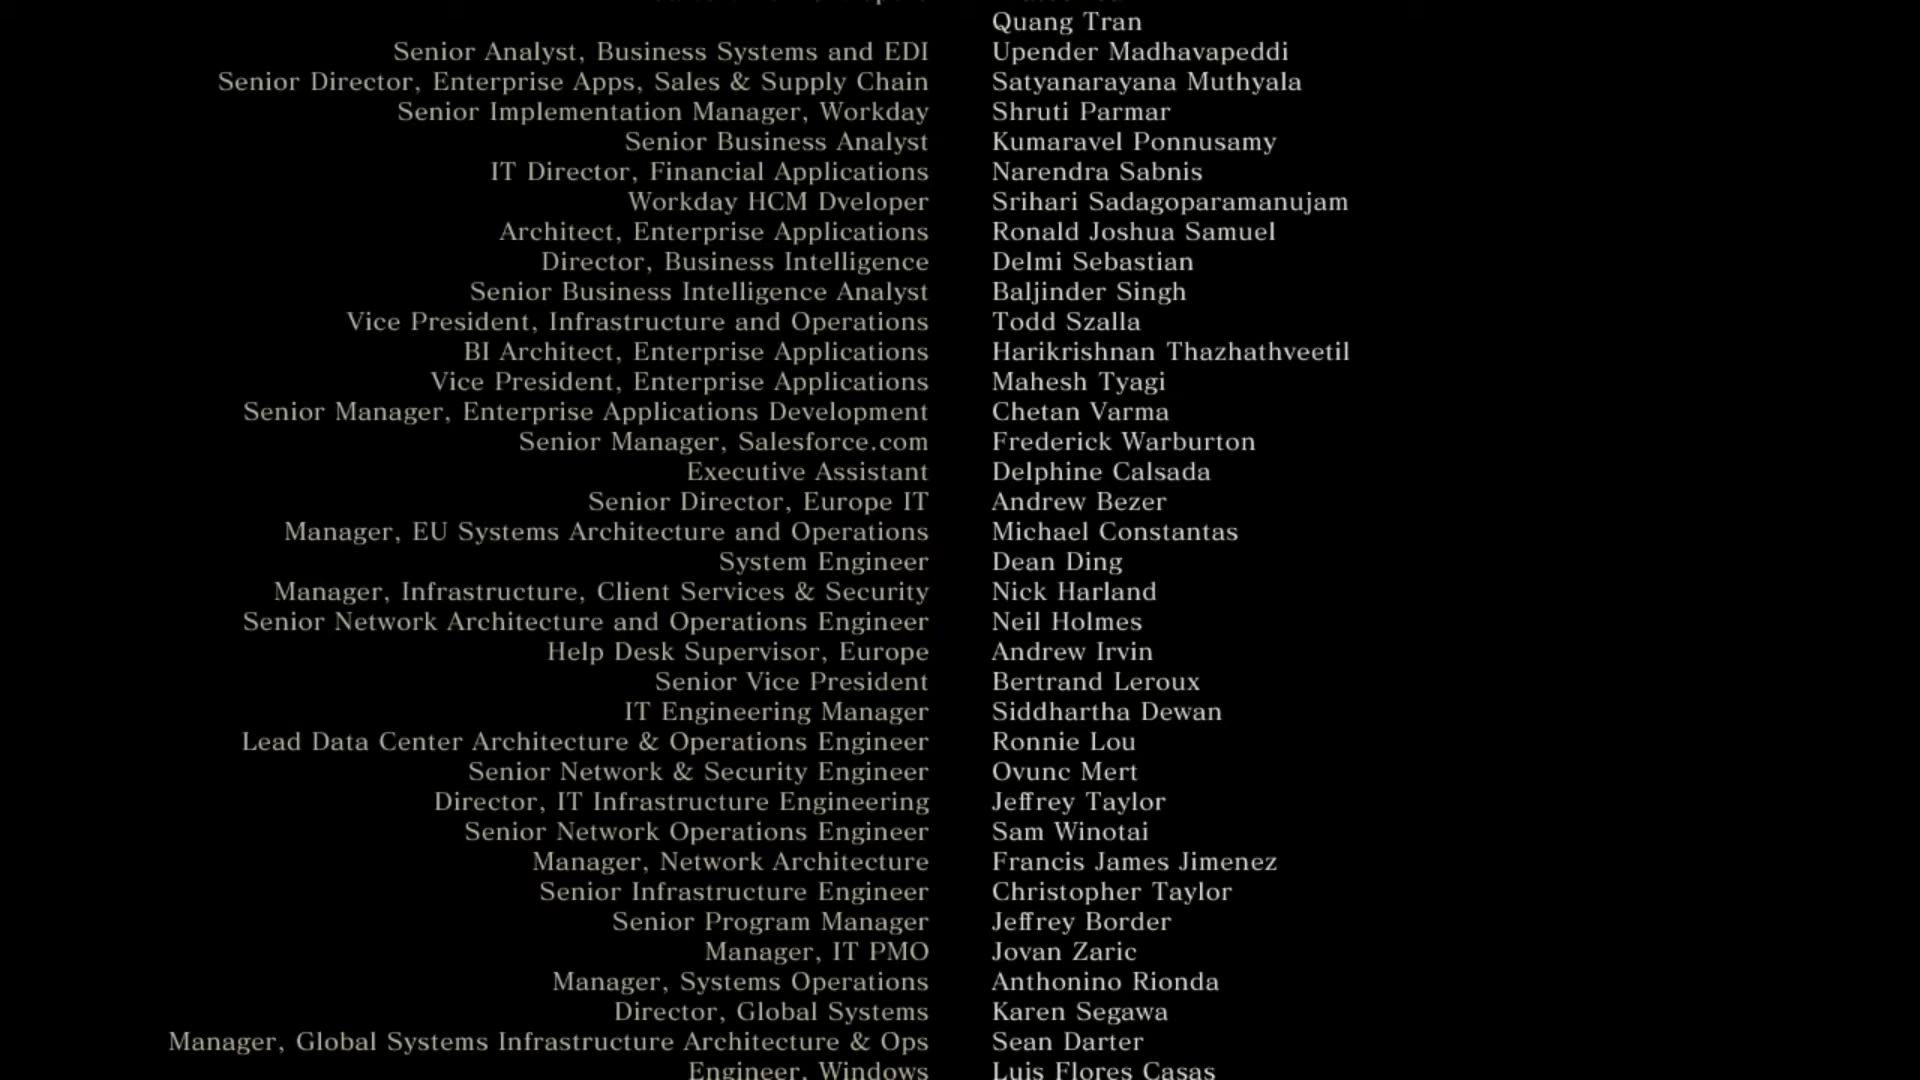 Quang Tran
Senior Analyst, Business Systems and EDI Upender Madhavapeddi
Senior Director, Enterprise Apps, Sales & Supply Chain Satyanarayana Muthyala
Senior Implementation Manager, Workday Shruti Parmar
Senior Business Analyst Kumaravel Ponnusamy
IT Director, Financial Applications Narendra Sabnis
Workday HCM Dveloper Srihari Sadagoparamanujam
Architect, Enterprise Applications Ronald Joshua Samuel
Director, Business Intelligence Delmi Sebastian
Senior Business Intelligence Analyst Baljinder Singh
Vice President, Infrastructure and Operations Todd Szalla
BI Architect, Enterprise Applications Harikrishnan Thazhathveetil
Vice President, Enterprise Applications Mahesh Tyagi
Senior Manager, Enterprise Applications Development Chetan Varma
Senior Manager, Salesforce.com Frederick Warburton
Executive Assistant Delphine Calsada
Senior Director, Europe IT Andrew Bezer
Manager, EU Systems Architecture and Operations Michael Constantas
System Engineer Dean Ding
Manager, Infrastructure, Client Services & Security Nick Harland
Senior Network Architecture and Operations Engineer Neil Holmes
Help Desk Supervisor, Europe Andrew Irvin
Senior Vice President Bertrand Leroux
IT Engineering Manager Siddhartha Dewan
Lead Data Center Architecture & Operations Engineer Ronnie Lou
Senior Network & Security Engineer Ovunc Mert
Director, IT Infrastructure Engineering Jeffrey Taylor
Senior Network Operations Engineer Sam Winotai
Manager, Network Architecture Francis James Jimenez
Senior Infrastructure Engineer Christopher Taylor
Senior Program Manager Jeffrey Border
Manager, IT PMO Jovan Zaric
Manager, Systems Operations Anthonino Rionda
Director, Global Systems Karen Segawa
Manager, Global Systems Infrastructure Architecture & Ops Sean Darter
Engineer, Windows Luis Flores Casas